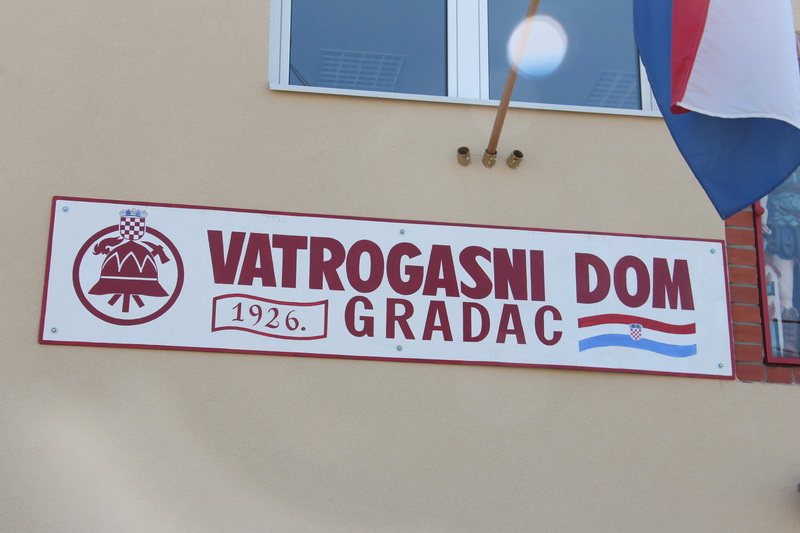 VATROGASNI DOM
1926. GRADAC